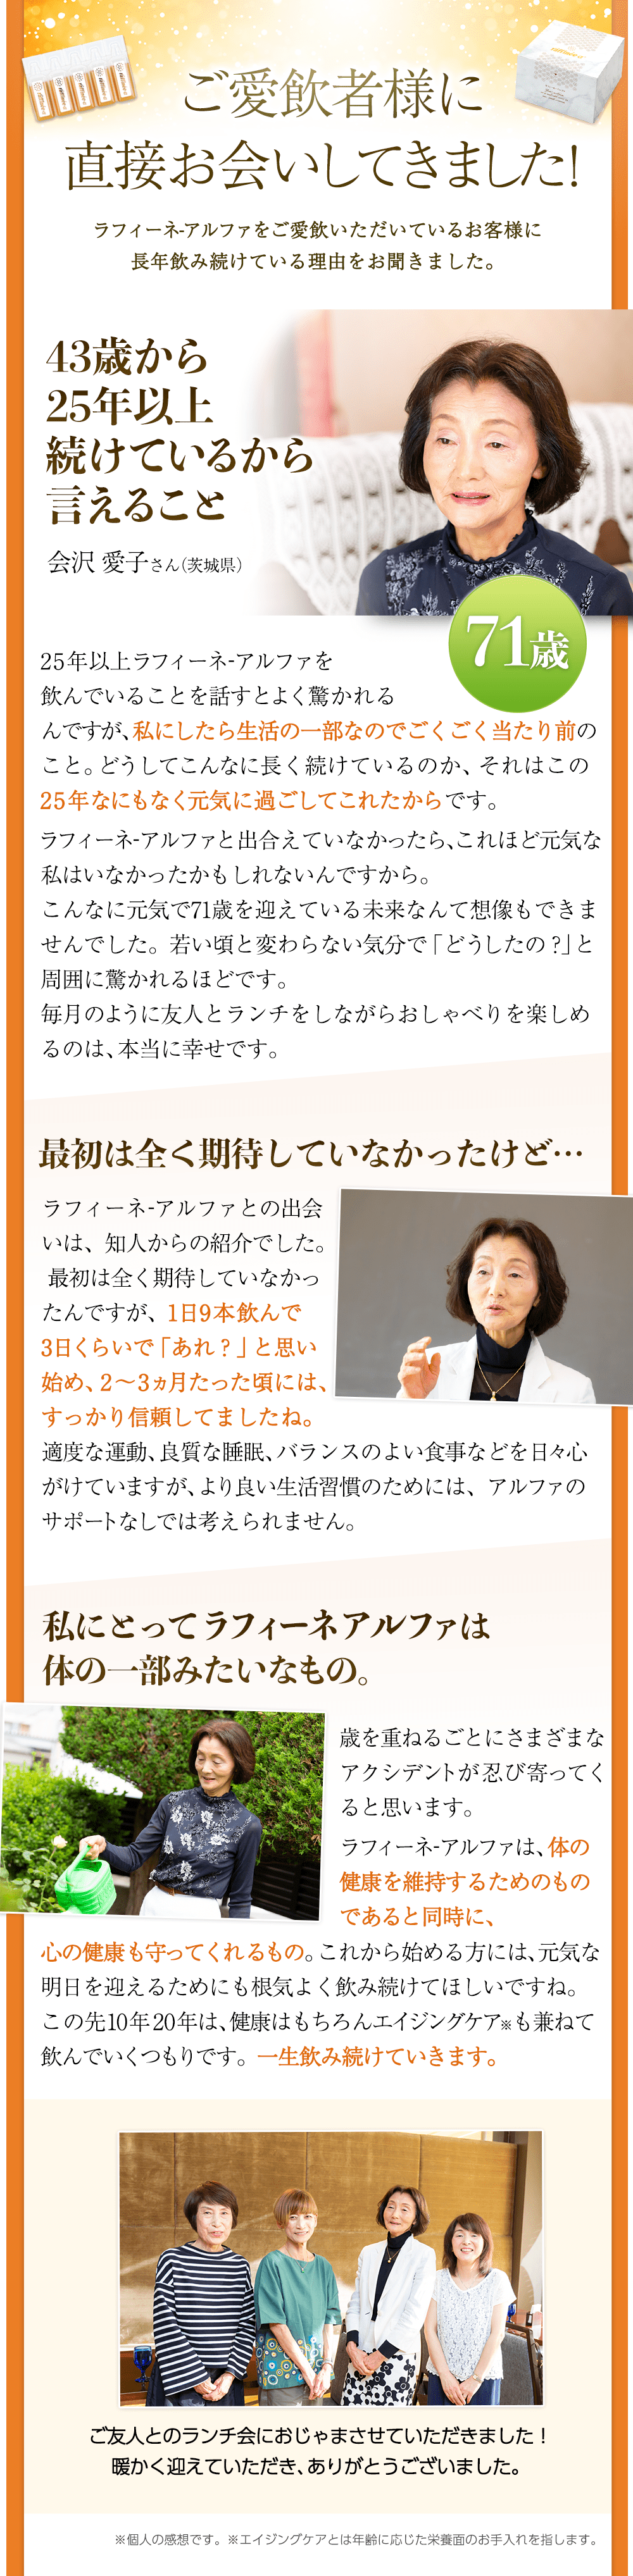 ご愛飲者様に
直接お会いしてきました!
ラフィーネ-アルファをご愛飲いただいているお客様に
長年飲み続けている理由をお聞きました。
43歳から
25年以上
続けているから
言えること
会沢 愛子さん（茨城県）
71歳
25年以上ラフィーネ-アルファを
飲んでいることを話すとよく驚かれる
んですが、私にしたら生活の一部なのでごくごく当たり前の
こと。どうしてこんなに長く続けているのか、それはこの
25年なにもなく元気に過ごしてこれたからです。
ラフィーネ-アルファと出合えていなかったら、これほど元気な
私はいなかったかもしれないんですから。
こんなに元気で71歳を迎えている未来なんて想像もできま
せんでした。若い頃と変わらない気分で「どうしたの?」と
周囲に驚かれるほどです。
毎月のように友人とランチをしながらおしゃべりを楽しめ
るのは、本当に幸せです。
最初は全く期待していなかったけど…
ラフィーネ-アルファとの出会
いは、知人からの紹介でした。
最初は全く期待していなかっ
たんですが、1日9本飲んで
3日くらいで「あれ？」と思い
始め、2〜3ヵ月たった頃には、
すっかり信頼してましたね。
適度な運動、良質な睡眠、バランスのよい食事などを日々心
がけていますが、より良い生活習慣のためには、アルファの
サポートなしでは考えられません。
私にとってラフィーネアルファは
体の一部みたいなもの。
歳を重ねるごとにさまざまな
アクシデントが忍び寄ってく
ると思います。
ラフィーネ-アルファは、体の
健康を維持するためのもの
であると同時に、
心の健康も守ってくれるもの。これから始める方には、元気な
明日を迎えるためにも根気よく飲み続けてほしいですね。
この先10年20年は、健康はもちろんエイジングケア※も兼ねて
飲んでいくつもりです。一生飲み続けていきます。
ご友人とのランチ会におじゃまさせていただきました！
暖かく迎えていただき、ありがとうございました。
※個人の感想です。※エイジングケアとは年齢に応じた栄養面のお手入れを指します。